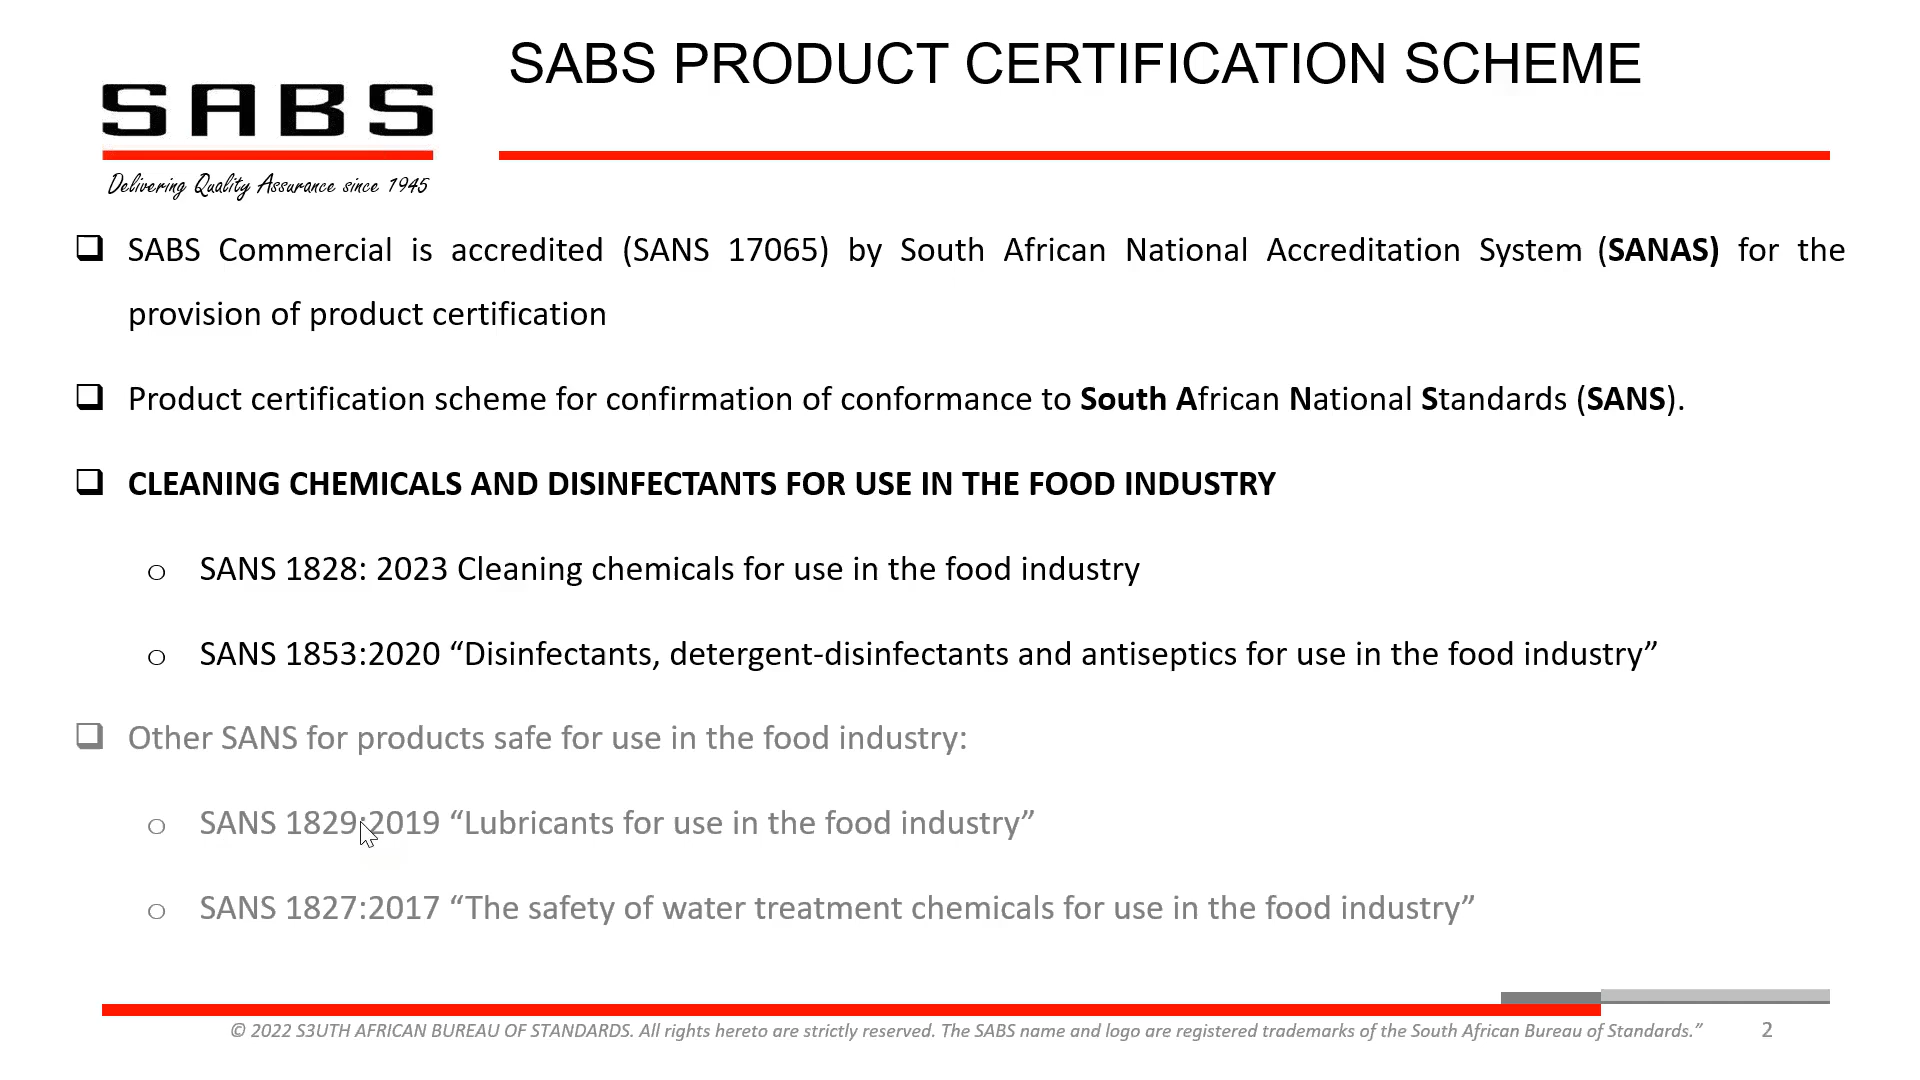 SABS PRODUCT CERTIFICATION SCHEME
SABS
Delivering Quality Assurance since 1945
SABS Commercial is accredited (SANS 17065) by South African National Accreditation System (SANAS) for the
provision of product certification
Product certification scheme for confirmation of conformance to South African National Standards (SANS).
CLEANING CHEMICALS AND DISINFECTANTS FOR USE IN THE FOOD INDUSTRY
SANS 1828: 2023 Cleaning chemicals for use in the food industry
SANS 1853:2020 “Disinfectants, detergent-disinfectants and antiseptics for use in the food industry”
Other SANS for products safe for use in the food industry:
SANS 1829:2019 “Lubricants for use in the food industry”
SANS 1827:2017 “The safety of water treatment chemicals for use in the food industry”
© 2022 S3UTH AFRICAN BUREAU OF STANDARDS. All rights hereto are strictly reserved. The SABS name and logo are registered trademarks of the South African Bureau of Standards.”
2